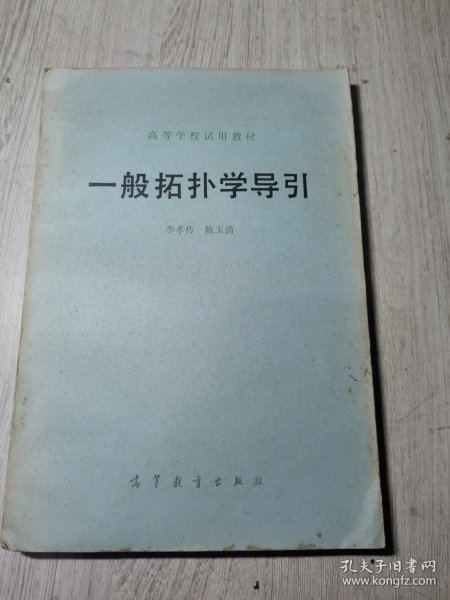 高等学校试用教材
一般拓扑学导引
李孝传 陈玉清
高等教育出版社
孔夫子旧书网
www.kongfz.com